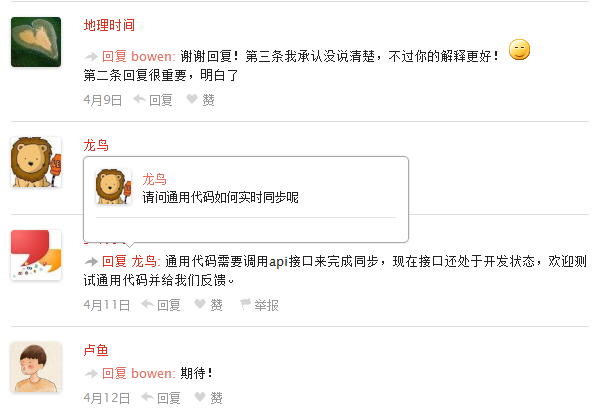 地理时间
回复 bowen: 谢谢回复！第三条我承认没说清楚，不过你的解释更好！
第二条回复很重要，明白了
4月9日 回复 赞
龙鸟
龙鸟
请问通用代码如何实时同步呢
回复 龙鸟: 通用代码需要调用api接口来完成同步，现在接口还处于开发状态，欢迎测
试通用代码并给我们反馈。
4月11日 回复 赞 举报
卢鱼
回复 bowen: 期待！
4月12日 回复 赞